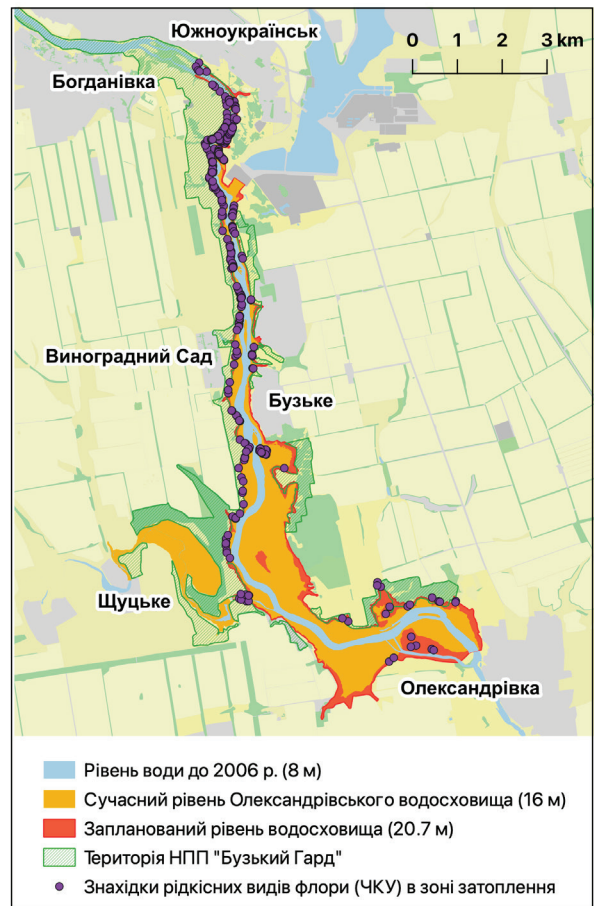 Южноукраїнськ
0 1 2 3 km
Богданівка
Виноградний Сад
Бузьке
Щуцьке
Олександрівка
Рівень води до 2006 р. (8 м)
Сучасний рівень Олександрівського водосховища (16 м)
Запланований рівень водосховища (20.7 м)
Територія НПП "Бузький Гард"
Знахідки рідкісних видів флори (ЧКУ) в зоні затоплення